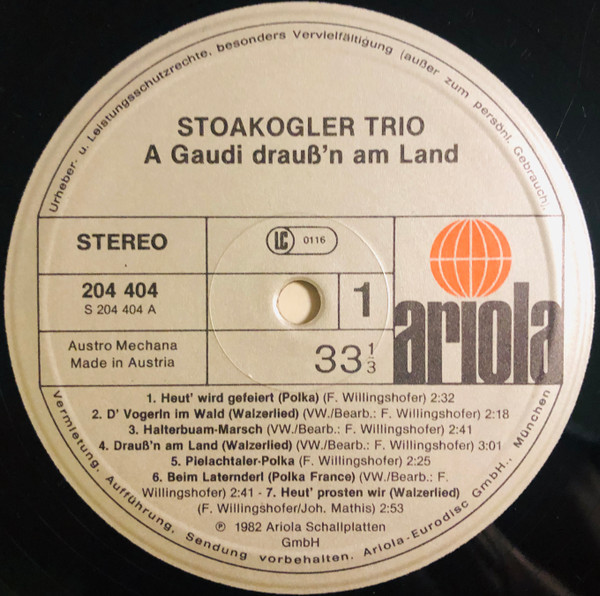 Urheber- u. Leistungsschutzrechte, besonders Vervielfältigung (außer zum persönl. Gebrauch)
STOAKOGLER TRIO
A Gaudi drauß'n am Land
STEREO
LC 0116
204 404
S 204 404 A
1
Austro Mechana
Made in Austria
33 1/3
ariola
1. Heut' wird gefeiert (Polka) (F. Willingshofer) 2:32
2. D' Vogerln im Wald (Walzerlied) (VW./Bearb.: F. Willingshofer) 2:18
3. Halterbuam-Marsch (VW./Bearb.: F. Willingshofer) 2:41
4. Drauß'n am Land (Walzerlied) (VW./Bearb.: F. Willingshofer) 3:01
5. Pielachtaler-Polka (F. Willingshofer) 2:25
6. Beim Laternderl (Polka France) (VW./Bearb.: F.
Willingshofer) 2:41 - 7. Heut' prosten wir (Walzerlied)
(F. Willingshofer/Joh. Mathis) 2:53
℗ 1982 Ariola Schallplatten
GmbH
Vermietung, Aufführung, Sendung vorbehalten. Ariola-Eurodisc GmbH., München